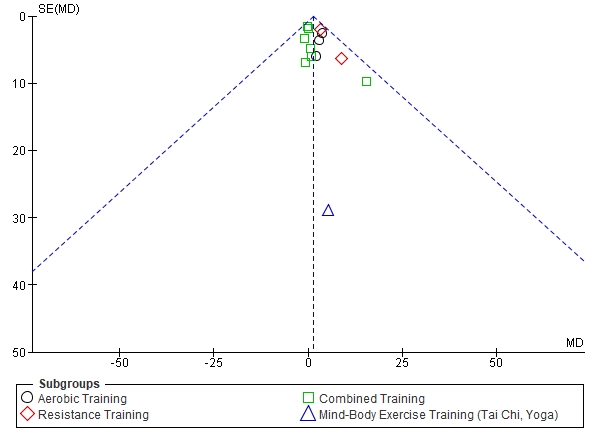 SE(MD)
0
10
20
30
40
50
-50
-25
0
25
50
MD
Subgroups
Aerobic Training
Combined Training
Resistance Training
Mind-Body Exercise Training (Tai Chi, Yoga)